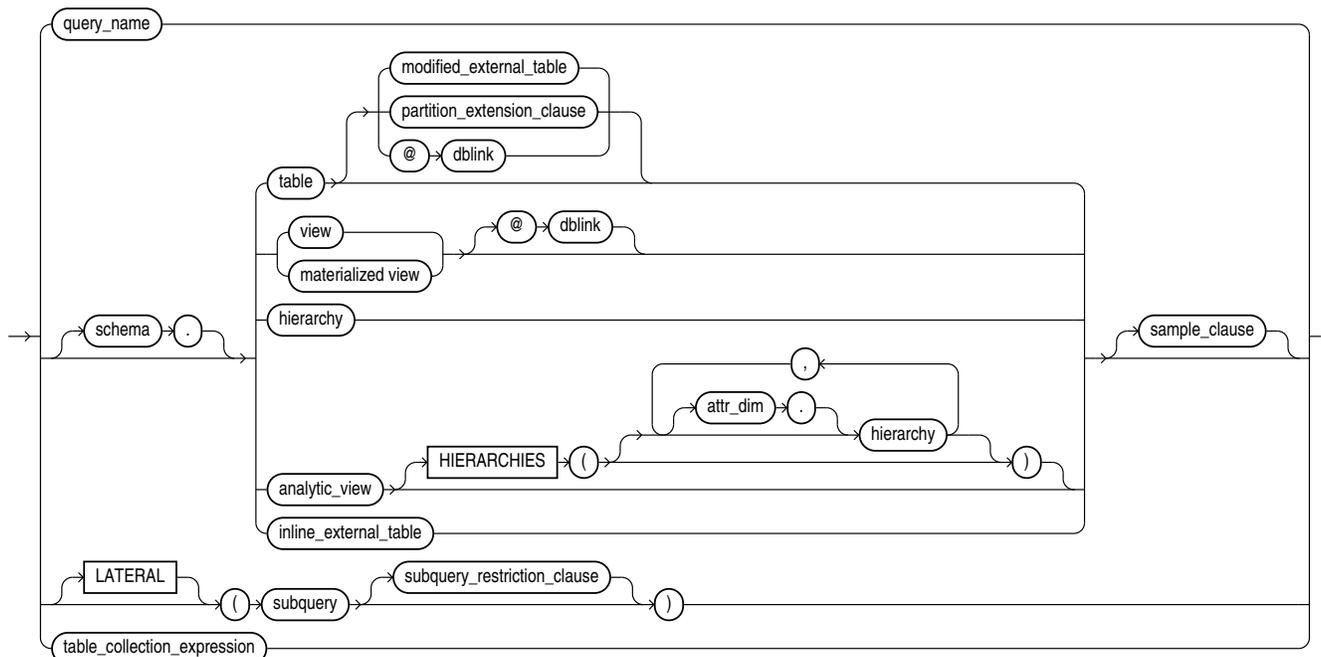 query_name
modified_external_table
partition_extension_clause
@ dblink
table
view @ dblink
materialized view
hierarchy
schema . sample_clause
,
attr_dim .
hierarchy
HIERARCHIES ( )
analytic_view
inline_external_table
LATERAL subquery_restriction_clause
( subquery )
table_collection_expression